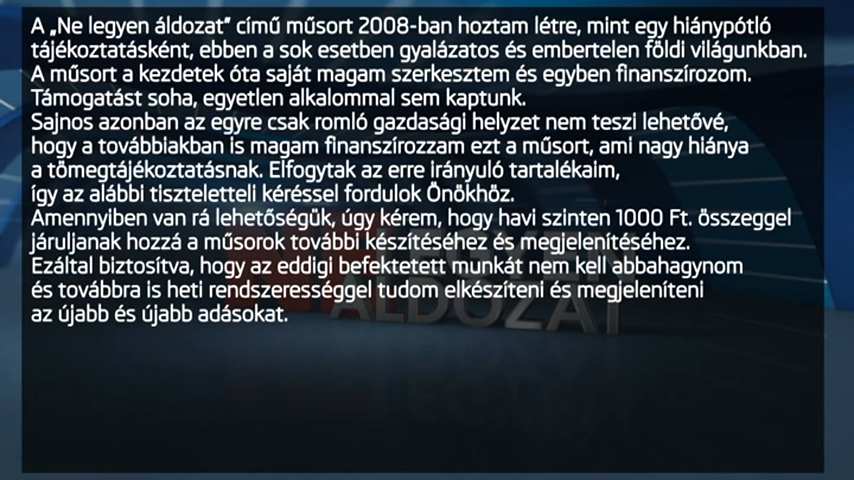 A „Ne legyen áldozat” című műsort 2008-ban hoztam létre, mint egy hiánypótló
tájékoztatásként, ebben a sok esetben gyalázatos és embertelen földi világunkban.
A műsort a kezdetek óta saját magam szerkesztem és egyben finanszírozom.
Támogatást soha, egyetlen alkalommal sem kaptunk.
Sajnos azonban az egyre csak romló gazdasági helyzet nem teszi lehetővé,
hogy a továbbiakban is magam finanszírozzam ezt a műsort, ami nagy hiánya
a tömegtájékoztatásnak. Elfogytak az erre irányuló tartalékaim,
így az alábbi tiszteletteli kéréssel fordulok Önökhöz.
Amennyiben van rá lehetőségük, úgy kérem, hogy havi szinten 1000 Ft. összeggel
járuljanak hozzá a műsorok további készítéséhez és megjelenítéséhez.
Ezáltal biztosítva, hogy az eddigi befektetett munkát nem kell abbahagynom
és továbbra is heti rendszerességgel tudom elkészíteni és megjeleníteni
az újabb és újabb adásokat.
NE LEGYEN
ÁLDOZAT